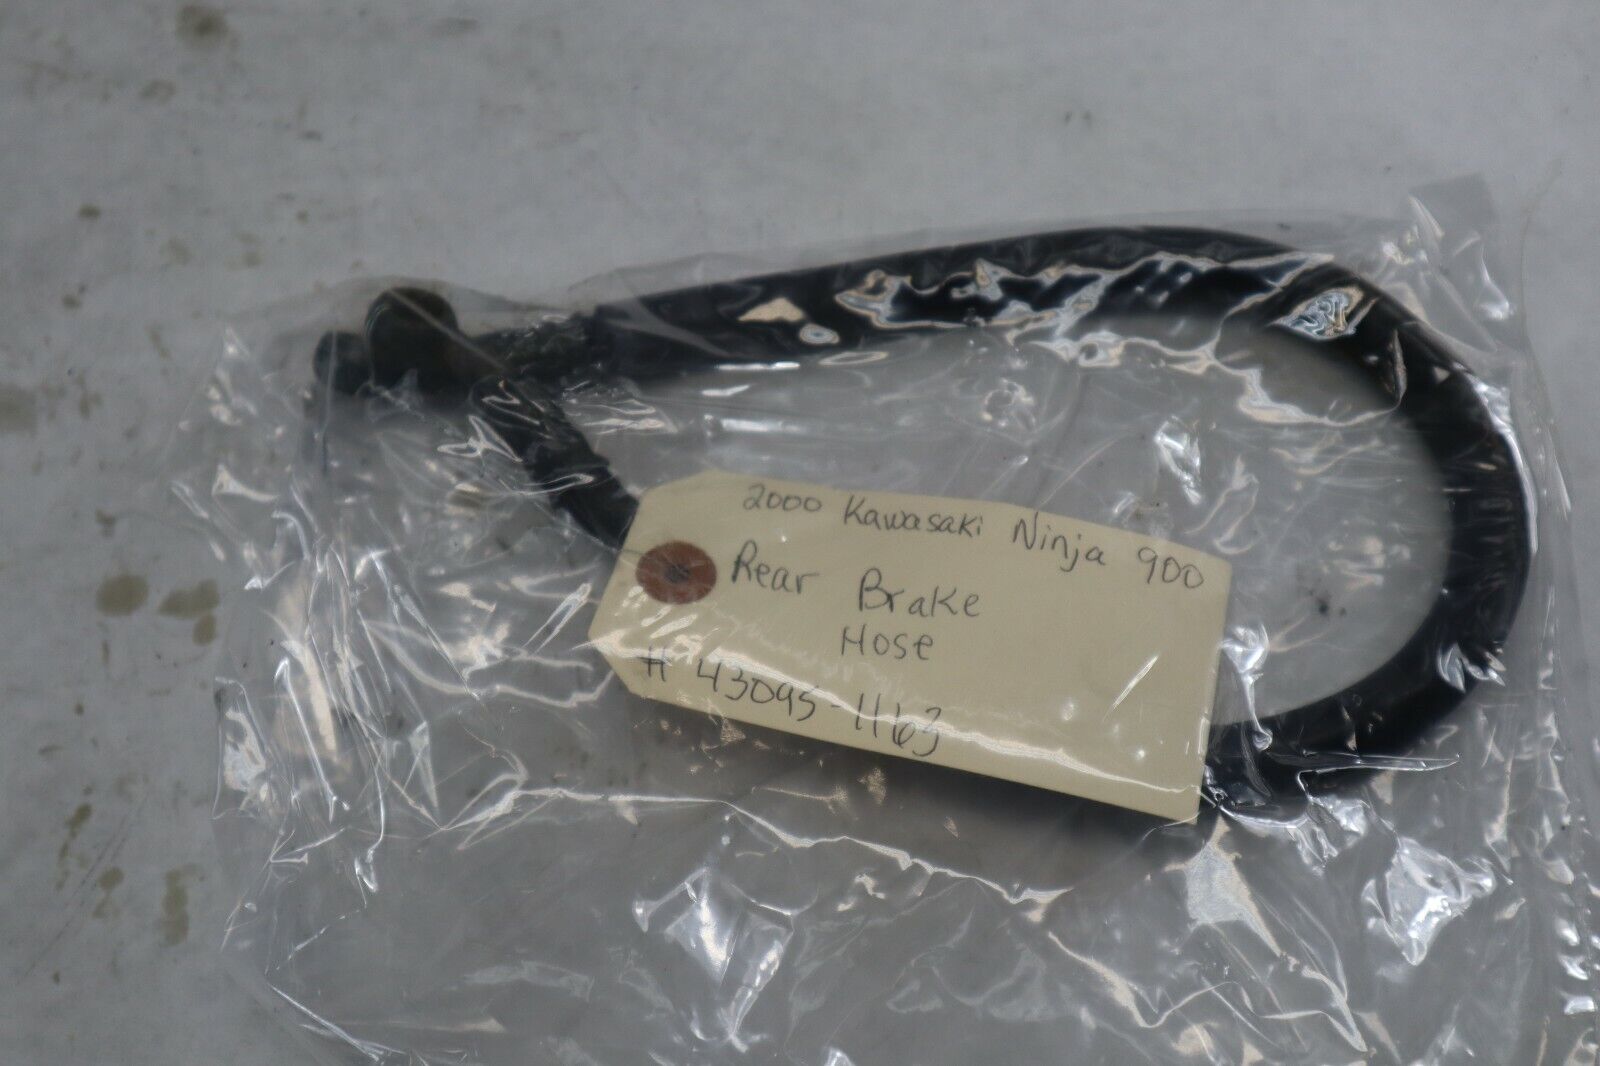 2000 Kawasaki Ninja 900
Rear Brake
Hose
# 43095-1163